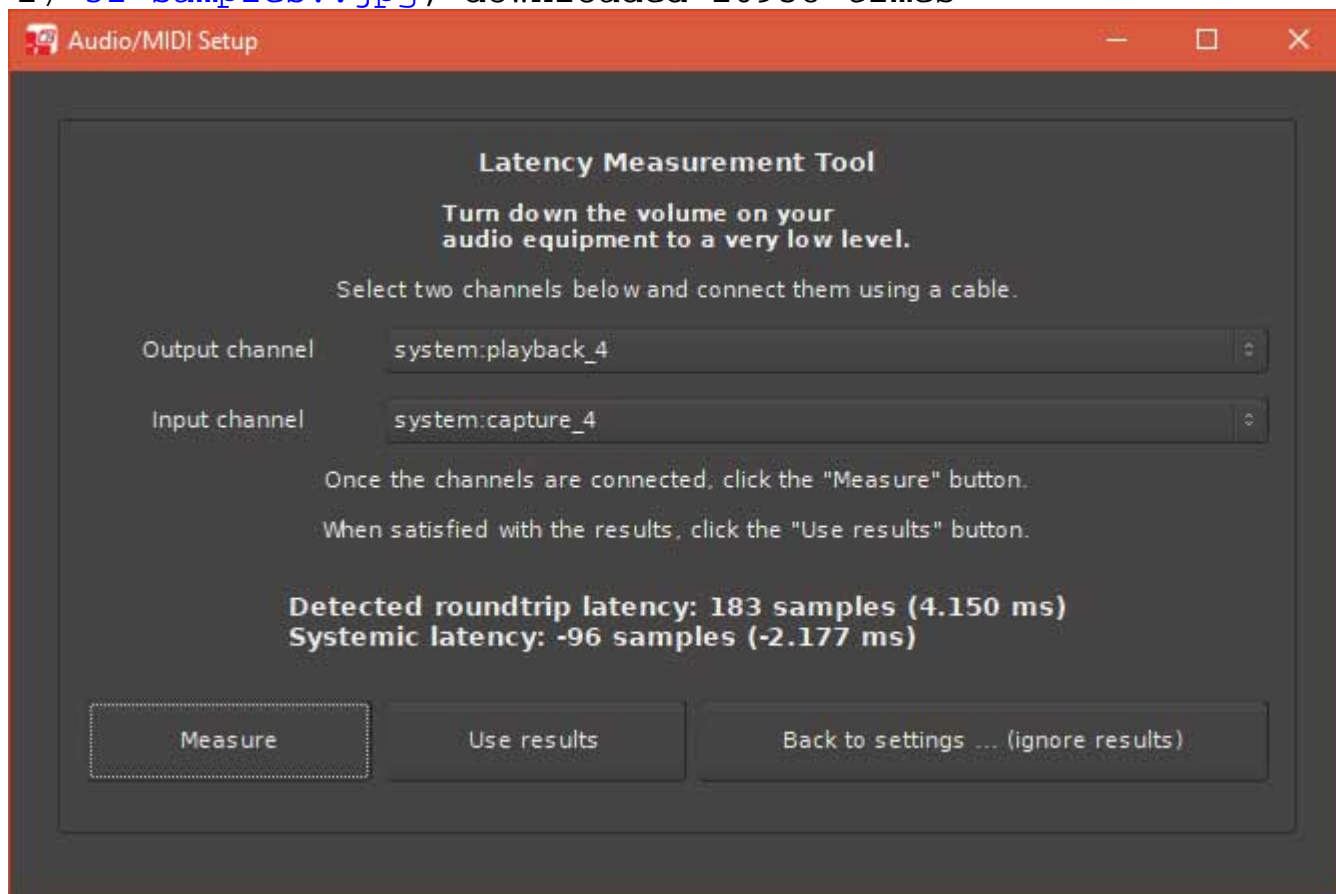 Audio/MIDI Setup
Latency Measurement Tool
Turn down the volume on your
audio equipment to a very low level.
Select two channels below and connect them using a cable.
Output channel system:playback_4
Input channel system:capture_4
Once the channels are connected, click the "Measure" button.
When satisfied with the results, click the "Use results" button.
Detected roundtrip latency: 183 samples (4.150 ms)
Systemic latency: -96 samples (-2.177 ms)
Measure Use results Back to settings ... (ignore results)